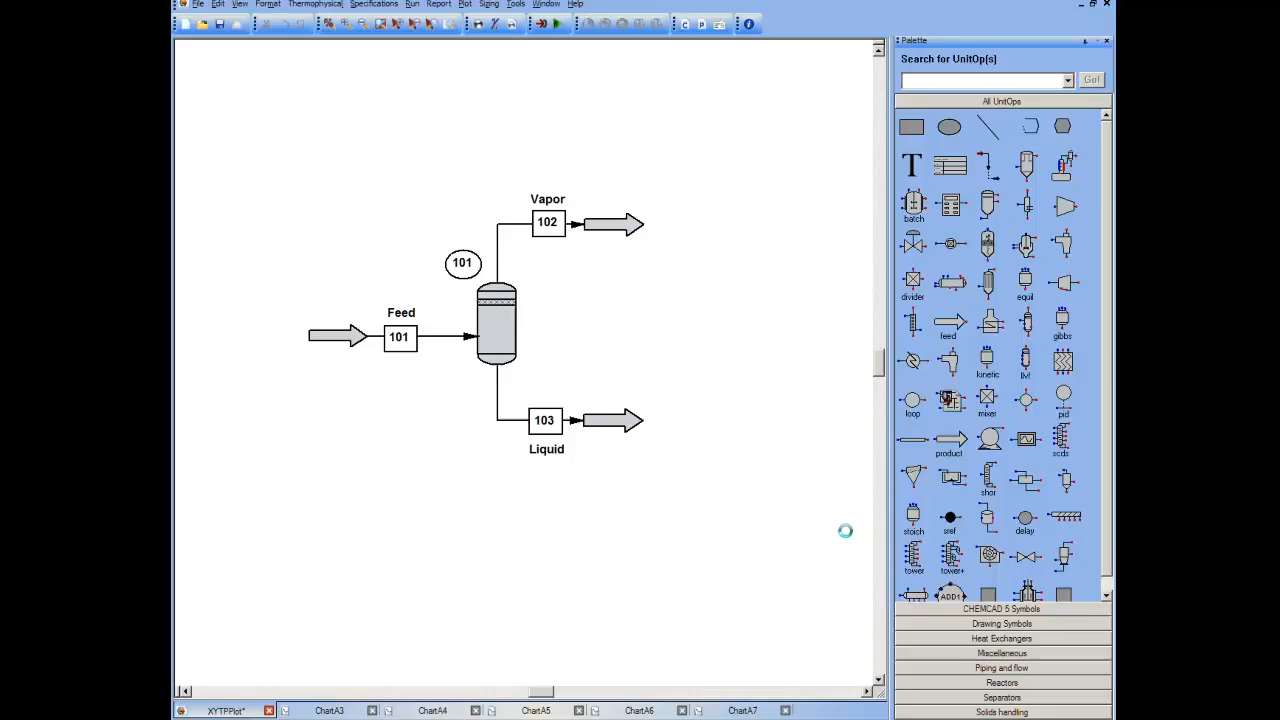 File Edit View Format Thermophysical Specifications Run Report Plot Sizing Tools Window Help
Palette
Search for UnitOp(s)
Go!
All UnitOps
T
batch
divider
equil
feed
gibbs
kinetic
llvf
loop
mixer
pid
product
scds
shor
stoich
sref
delay
tower
tower+
ADD1
CHEMCAD 5 Symbols
Drawing Symbols
Heat Exchangers
Miscellaneous
Piping and flow
Reactors
Separators
Solids handling
Vapor
102
101
Feed
101
103
Liquid
XYTPPlot*
ChartA3
ChartA4
ChartA5
ChartA6
ChartA7